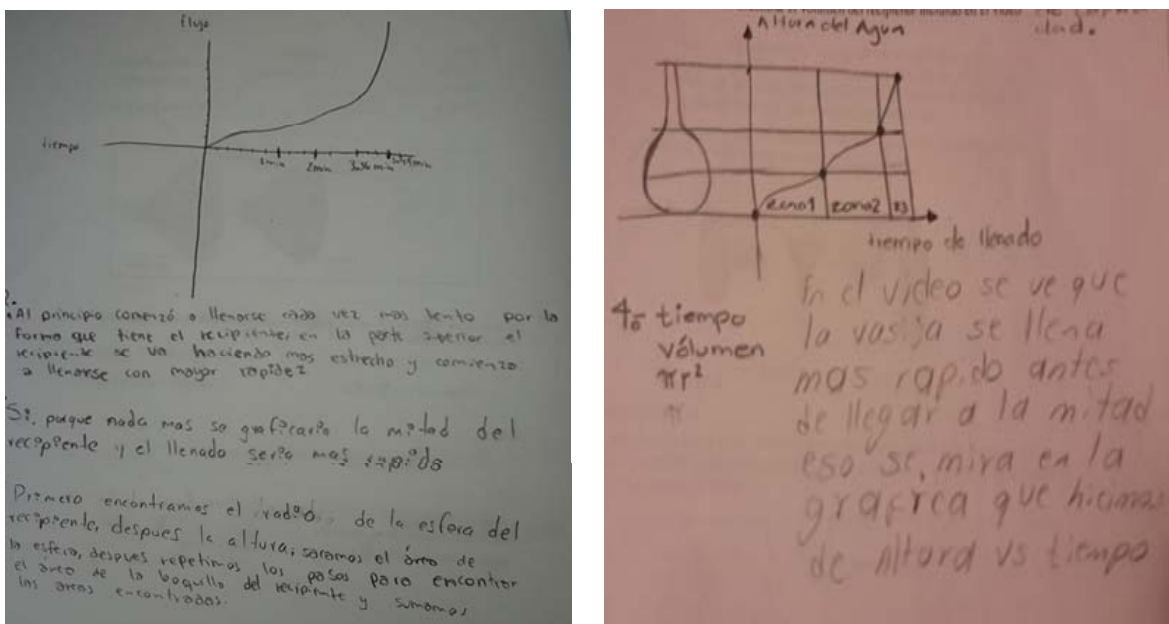 flujo
tiempo
1min
2min
Al principio comenzó a llenarse cada vez mas lento por la
forma que tiene el recipiente, en la parte superior el
recipiente se va haciendo mas estrecho y comienza
a llenarse con mayor rapidez
Si, porque nada mas se graficaria la mitad del
recipiente y el llenado seria mas rapido
Primero encontramos el radio de la esfera del
recipiente, despues la altura, sacamos el área de
la esfera, despues repetimos los pasos para encontrar
el area de la boquilla del recipiente y sumamos
las areas encontradas.
dad.
Altura del Agua
zona1 zona2 z3
tiempo de llenado
4.- tiempo
vólumen
πr²
En el video se ve que
la vasija se llena
mas rapido antes
de llegar a la mitad
eso se mira en la
grafica que hicimos
de Altura vs tiempo